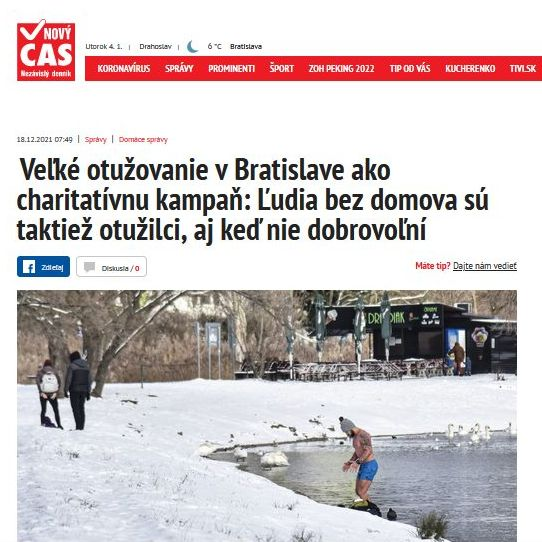 NOVÝ
ČAS
Nezávislý denník
Utorok 4. 1. | Drahoslav | 6 °C Bratislava
KORONAVÍRUS SPRÁVY PROMINENTI ŠPORT ZOH PEKING 2022 TIP OD VÁS KUCHERENKO TIVI.SK
18.12.2021 07:49 | Správy | Domáce správy
Veľké otužovanie v Bratislave ako
charitatívnu kampaň: Ľudia bez domova sú
taktiež otužilci, aj keď nie dobrovoľní
Zdieľaj Diskusia / 0 Máte tip? Dajte nám vedieť